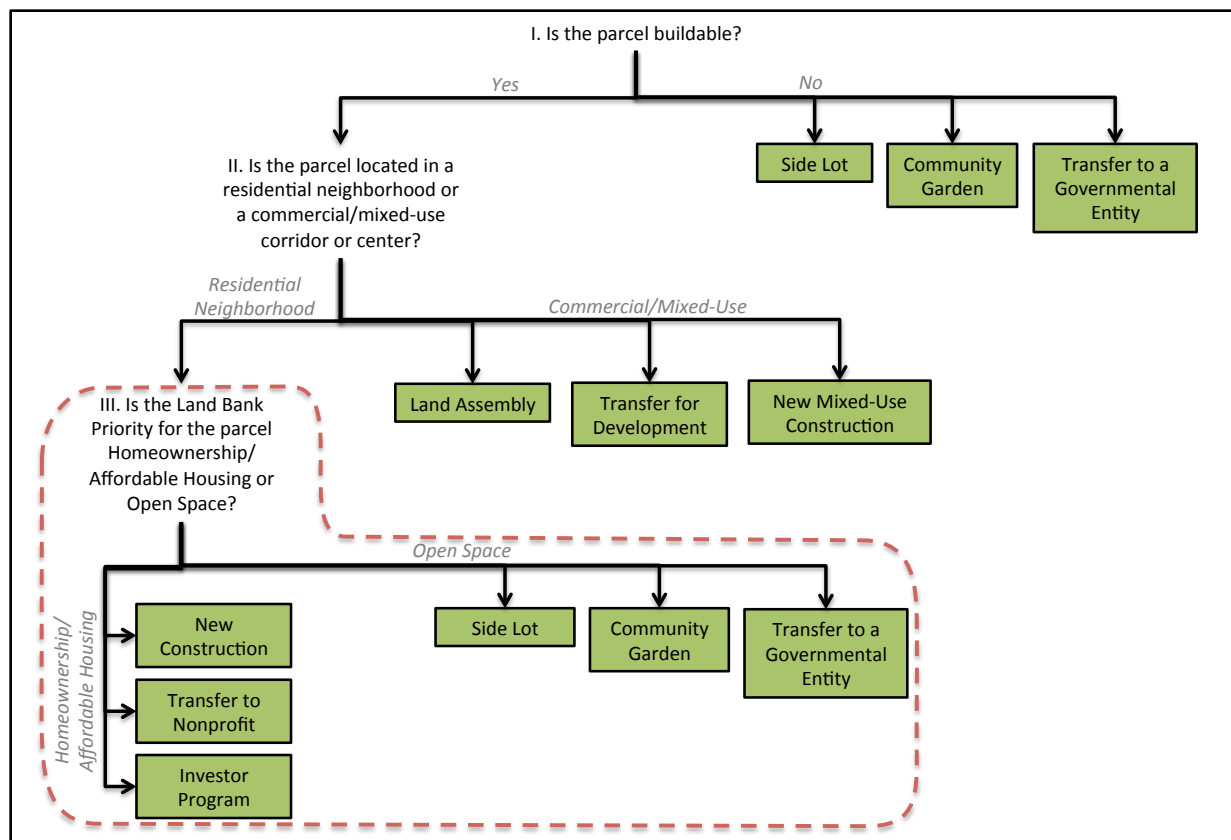 I. Is the parcel buildable?
Yes
No
II. Is the parcel located in a
residential neighborhood or
a commercial/mixed-use
corridor or center?
Side Lot
Community
Garden
Transfer to a
Governmental
Entity
Residential
Neighborhood
Commercial/Mixed-Use
III. Is the Land Bank
Priority for the parcel
Homeownership/
Affordable Housing or
Open Space?
Land Assembly
Transfer for
Development
New Mixed-Use
Construction
Open Space
Homeownership/
Affordable Housing
New
Construction
Transfer to
Nonprofit
Investor
Program
Side Lot
Community
Garden
Transfer to a
Governmental
Entity